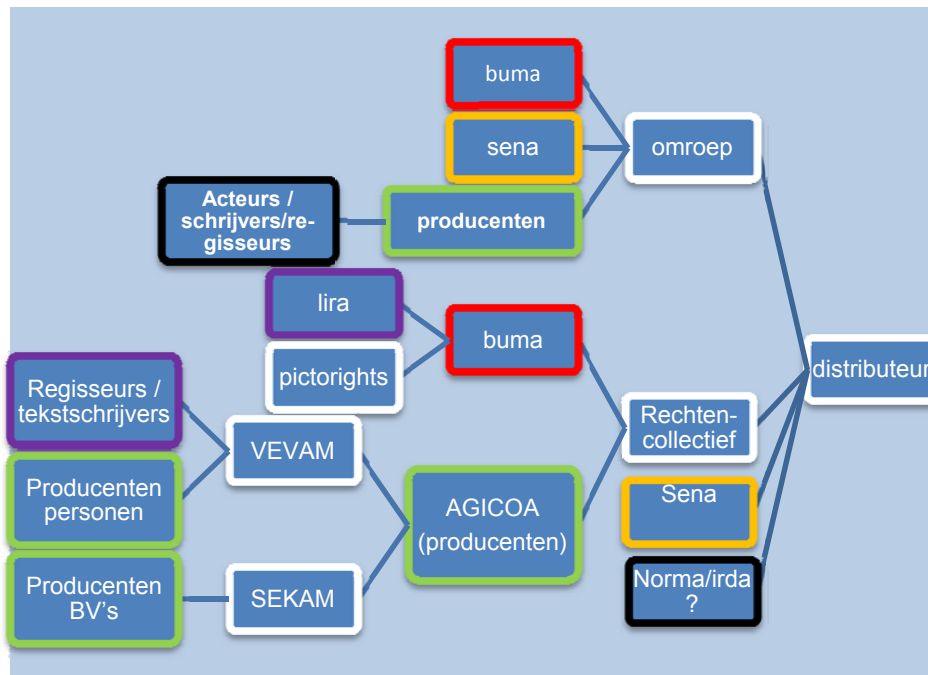 buma
sena
omroep
Acteurs /
schrijvers/re-
gisseurs
producenten
lira
buma
pictorights
distributeur
Regisseurs /
tekstschrijvers
VEVAM
Rechten-
collectief
Producenten
personen
AGICOA
(producenten)
Sena
Producenten
BV's
SEKAM
Norma/irda
?